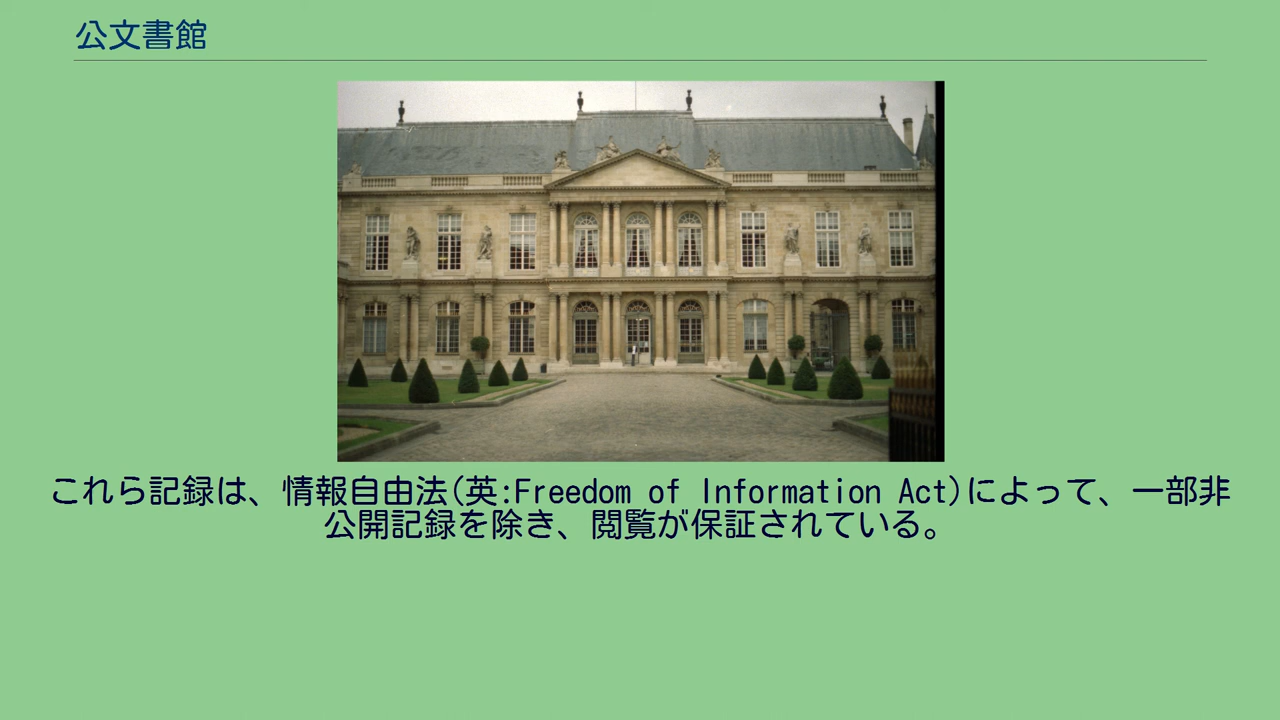 公文書館
これら記録は、情報自由法(英:Freedom of Information Act)によって、一部非
公開記録を除き、閲覧が保証されている。